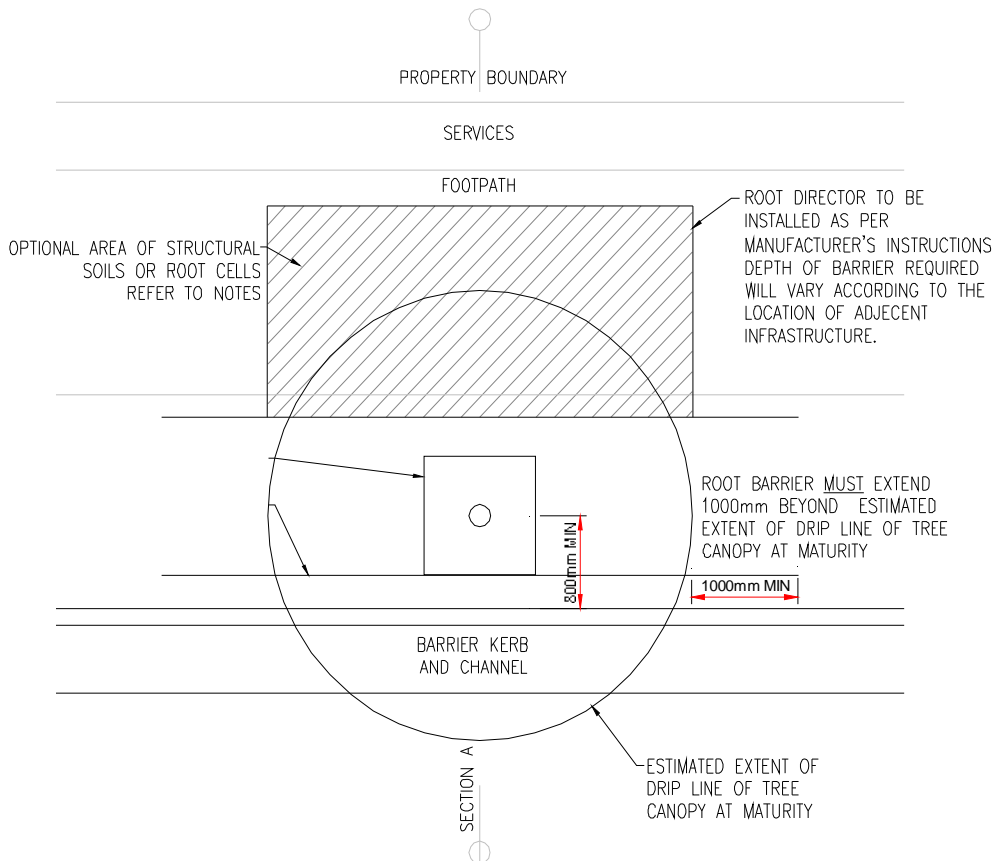 PROPERTY BOUNDARY
SERVICES
FOOTPATH
ROOT DIRECTOR TO BE
INSTALLED AS PER
MANUFACTURER'S INSTRUCTIONS
DEPTH OF BARRIER REQUIRED
WILL VARY ACCORDING TO THE
LOCATION OF ADJECENT
INFRASTRUCTURE.
OPTIONAL AREA OF STRUCTURAL
SOILS OR ROOT CELLS
REFER TO NOTES
ROOT BARRIER MUST EXTEND
1000mm BEYOND ESTIMATED
EXTENT OF DRIP LINE OF TREE
CANOPY AT MATURITY
800mm MIN
1000mm MIN
BARRIER KERB
AND CHANNEL
SECTION A
ESTIMATED EXTENT OF
DRIP LINE OF TREE
CANOPY AT MATURITY